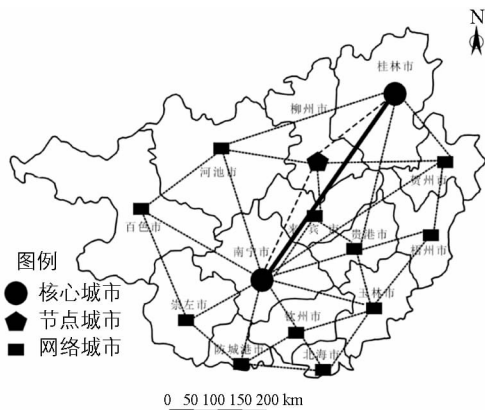 N
桂林市
柳州市
河池市
贺州市
百色市
来宾市
贵港市
梧州市
南宁市
图例
核心城市
节点城市
网络城市
崇左市
玉林市
钦州市
防城港市
北海市
0 50 100 150 200 km